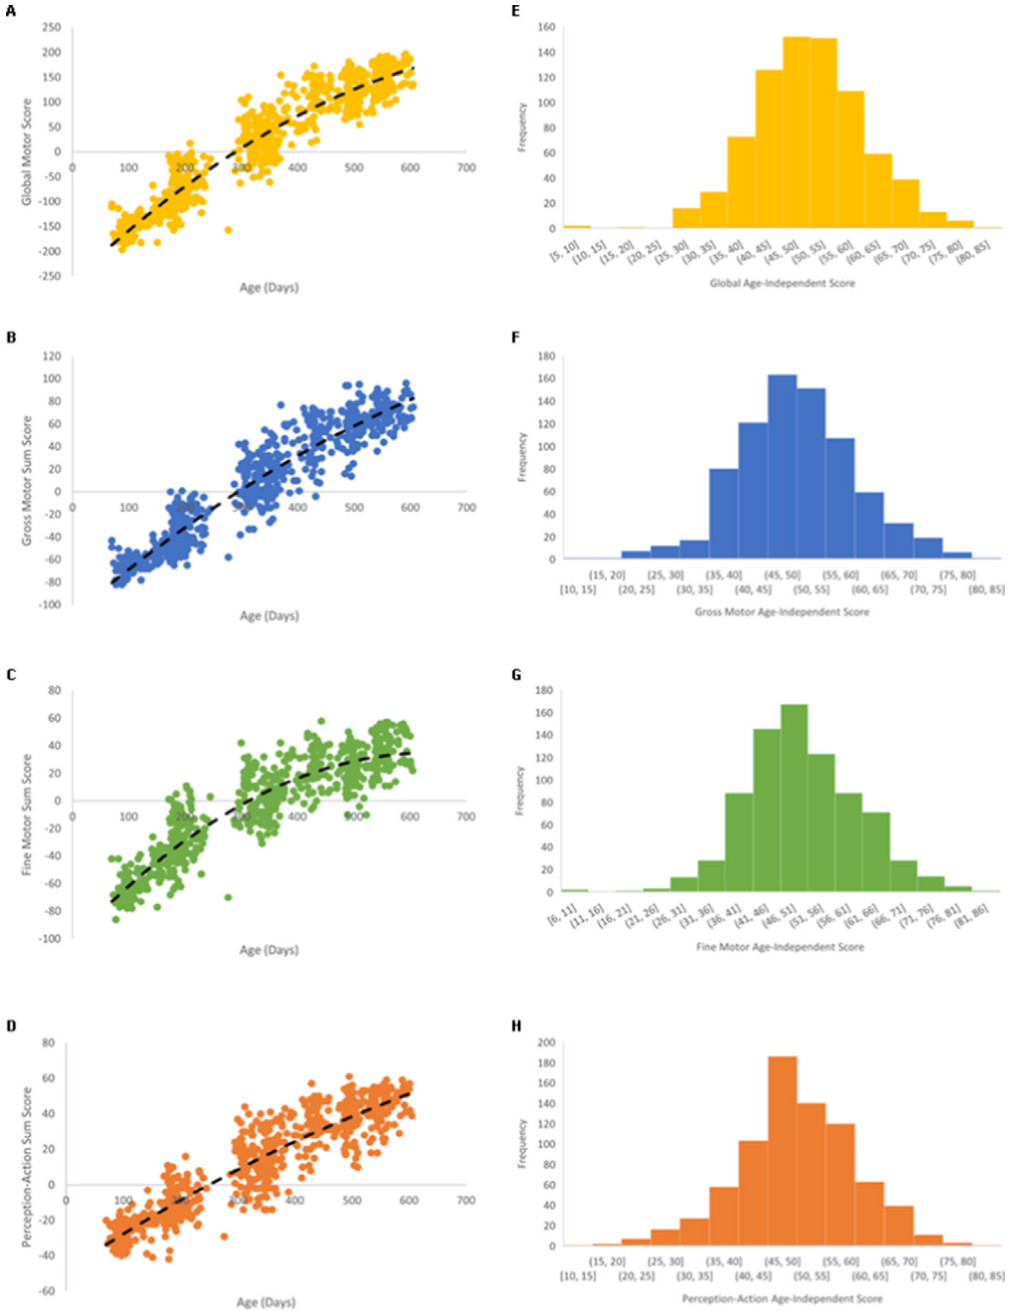 A
250
200
150
100
50
0
-50
-100
-150
-200
-250
0 100 200 300 400 500 600 700
Global Motor Score
Age (Days)
E
160
140
120
100
80
60
40
20
0
Frequency
[5, 10] (10, 15] (15, 20] (20, 25] (25, 30] (30, 35] (35, 40] (40, 45] (45, 50] (50, 55] (55, 60] (60, 65] (65, 70] (70, 75] (75, 80] (80, 85]
Global Age-Independent Score
B
120
100
80
60
40
20
0
-20
-40
-60
-80
-100
0 100 200 300 400 500 600 700
Gross Motor Sum Score
Age (Days)
F
180
160
140
120
100
80
60
40
20
0
Frequency
(15, 20] (25, 30] (35, 40] (45, 50] (55, 60] (65, 70] (75, 80]
[10, 15] (20, 25] (30, 35] (40, 45] (50, 55] (60, 65] (70, 75] (80, 85]
Gross Motor Age-Independent Score
C
80
60
40
20
0
-20
-40
-60
-80
-100
0 100 200 300 400 500 600 700
Fine Motor Sum Score
Age (Days)
G
180
160
140
120
100
80
60
40
20
0
Frequency
[6, 11] (11, 16] (16, 21] (21, 26] (26, 31] (31, 36] (36, 41] (41, 46] (46, 51] (51, 56] (56, 61] (61, 66] (66, 71] (71, 76] (76, 81] (81, 86]
Fine Motor Age-Independent Score
D
80
60
40
20
0
-20
-40
-60
0 100 200 300 400 500 600 700
Perception-Action Sum Score
Age (Days)
H
200
180
160
140
120
100
80
60
40
20
0
Frequency
(15, 20] (25, 30] (35, 40] (45, 50] (55, 60] (65, 70] (75, 80]
[10, 15] (20, 25] (30, 35] (40, 45] (50, 55] (60, 65] (70, 75] (80, 85]
Perception-Action Age-Independent Score